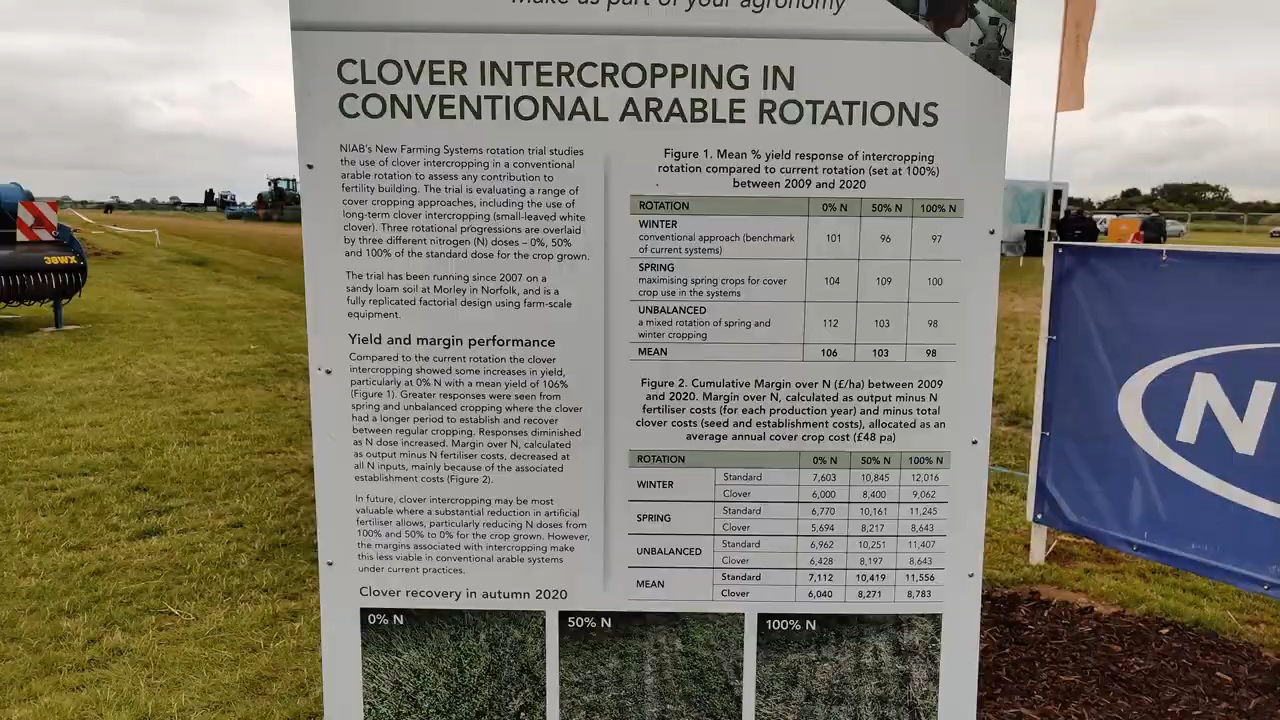 Make us part of your agronomy
CLOVER INTERCROPPING IN
CONVENTIONAL ARABLE ROTATIONS
NIAB's New Farming Systems rotation trial studies
the use of clover intercropping in a conventional
arable rotation to assess any contribution to
fertility building. The trial is evaluating a range of
cover cropping approaches, including the use of
long-term clover intercropping (small-leaved white
clover). Three rotational progressions are overlaid
by three different nitrogen (N) doses – 0%, 50%
and 100% of the standard dose for the crop grown.
The trial has been running since 2007 on a
sandy loam soil at Morley in Norfolk, and is a
fully replicated factorial design using farm-scale
equipment.
Yield and margin performance
Compared to the current rotation the clover
intercropping showed some increases in yield,
particularly at 0% N with a mean yield of 106%
(Figure 1). Greater responses were seen from
spring and unbalanced cropping where the clover
had a longer period to establish and recover
between regular cropping. Responses diminished
as N dose increased. Margin over N, calculated
as output minus N fertiliser costs, decreased at
all N inputs, mainly because of the associated
establishment costs (Figure 2).
In future, clover intercropping may be most
valuable where a substantial reduction in artificial
fertiliser allows, particularly reducing N doses from
100% and 50% to 0% for the crop grown. However,
the margins associated with intercropping make
this less viable in conventional arable systems
under current practices.
Clover recovery in autumn 2020
0% N
50% N
100% N
Figure 1. Mean % yield response of intercropping
rotation compared to current rotation (set at 100%)
between 2009 and 2020
ROTATION 0% N 50% N 100% N
WINTER
conventional approach (benchmark
of current systems)
101 96 97
SPRING
maximising spring crops for cover
crop use in the systems
104 109 100
UNBALANCED
a mixed rotation of spring and
winter cropping
112 103 98
MEAN 106 103 98
Figure 2. Cumulative Margin over N (£/ha) between 2009
and 2020. Margin over N, calculated as output minus N
fertiliser costs (for each production year) and minus total
clover costs (seed and establishment costs), allocated as an
average annual cover crop cost (£48 pa)
ROTATION 0% N 50% N 100% N
WINTER
Standard 7,603 10,845 12,016
Clover 6,000 8,400 9,062
SPRING
Standard 6,770 10,161 11,245
Clover 5,694 8,217 8,643
UNBALANCED
Standard 6,962 10,251 11,407
Clover 6,428 8,197 8,643
MEAN
Standard 7,112 10,419 11,556
Clover 6,040 8,271 8,783
38WX
N